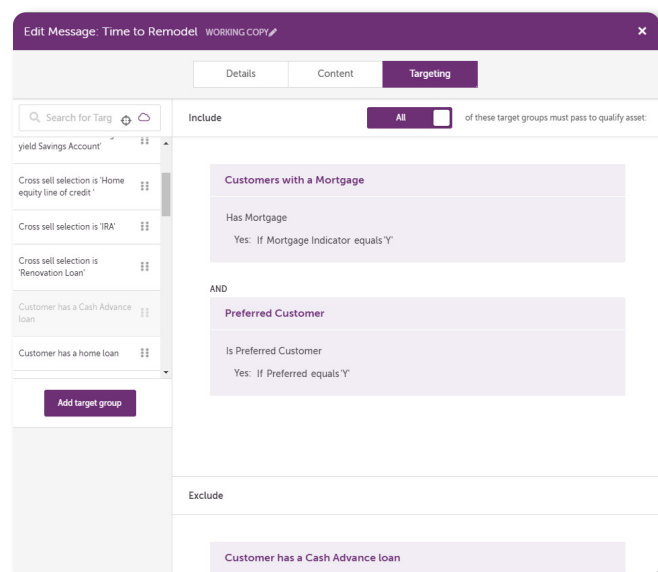 Edit Message: Time to Remodel WORKING COPY
Details Content Targeting
Search for Targ
yield Savings Account'
Cross sell selection is 'Home
equity line of credit '
Cross sell selection is 'IRA'
Cross sell selection is
'Renovation Loan'
Customer has a Cash Advance
loan
Customer has a home loan
Add target group
Include
All of these target groups must pass to qualify asset:
Customers with a Mortgage
Has Mortgage
Yes: If Mortgage Indicator equals 'Y'
AND
Preferred Customer
Is Preferred Customer
Yes: If Preferred equals 'Y'
Exclude
Customer has a Cash Advance loan